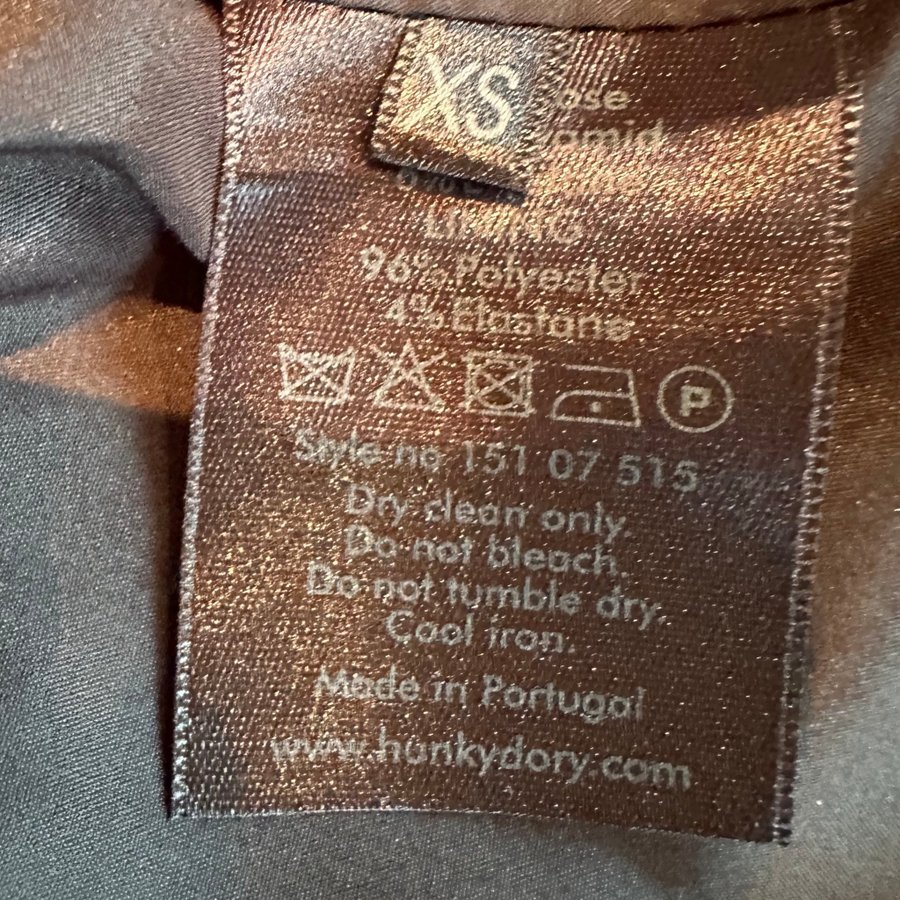 XS
LINING
96% Polyester
4% Elastane
P
Style no 151 07 515
Dry clean only.
Do not bleach.
Do not tumble dry.
Cool iron.
Made in Portugal
www.hunkydory.com